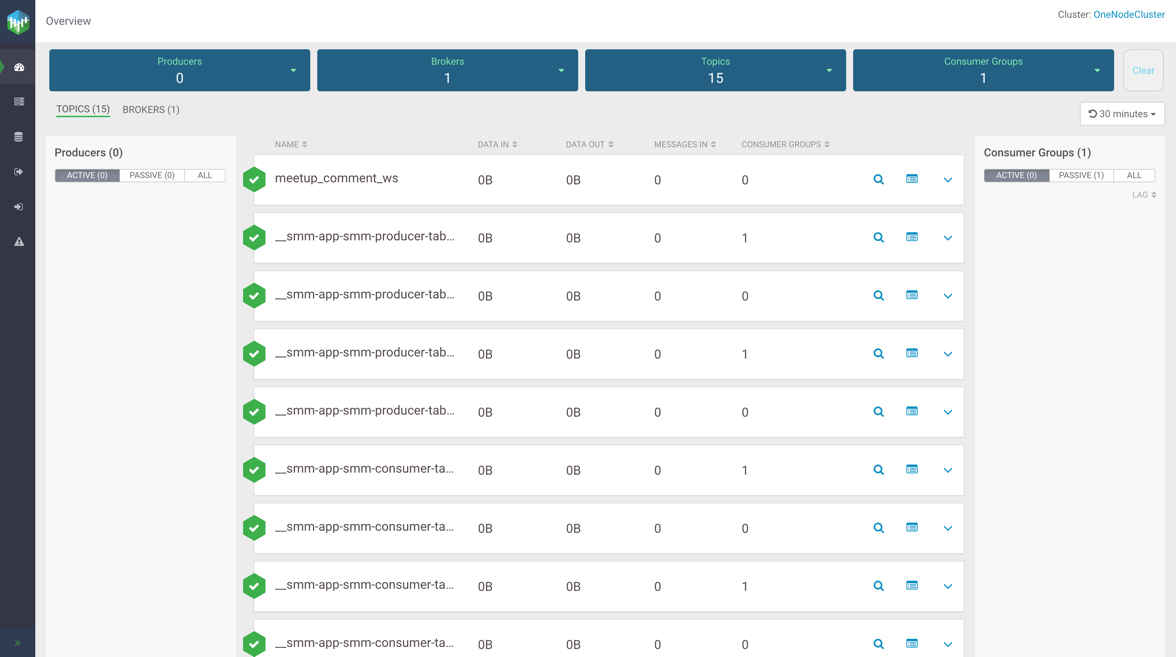 Overview
Cluster: OneNodeCluster
Producers
0
Brokers
1
Topics
15
Consumer Groups
1
Clear
TOPICS (15) BROKERS (1)
30 minutes
Producers (0)
ACTIVE (0) PASSIVE (0) ALL
NAME DATA IN DATA OUT MESSAGES IN CONSUMER GROUPS
meetup_comment_ws 0B 0B 0 0
__smm-app-smm-producer-tab... 0B 0B 0 1
__smm-app-smm-producer-tab... 0B 0B 0 0
__smm-app-smm-producer-tab... 0B 0B 0 1
__smm-app-smm-producer-tab... 0B 0B 0 0
__smm-app-smm-consumer-ta... 0B 0B 0 1
__smm-app-smm-consumer-ta... 0B 0B 0 0
__smm-app-smm-consumer-ta... 0B 0B 0 1
__smm-app-smm-consumer-ta... 0B 0B 0 0
Consumer Groups (1)
ACTIVE (0) PASSIVE (1) ALL
LAG